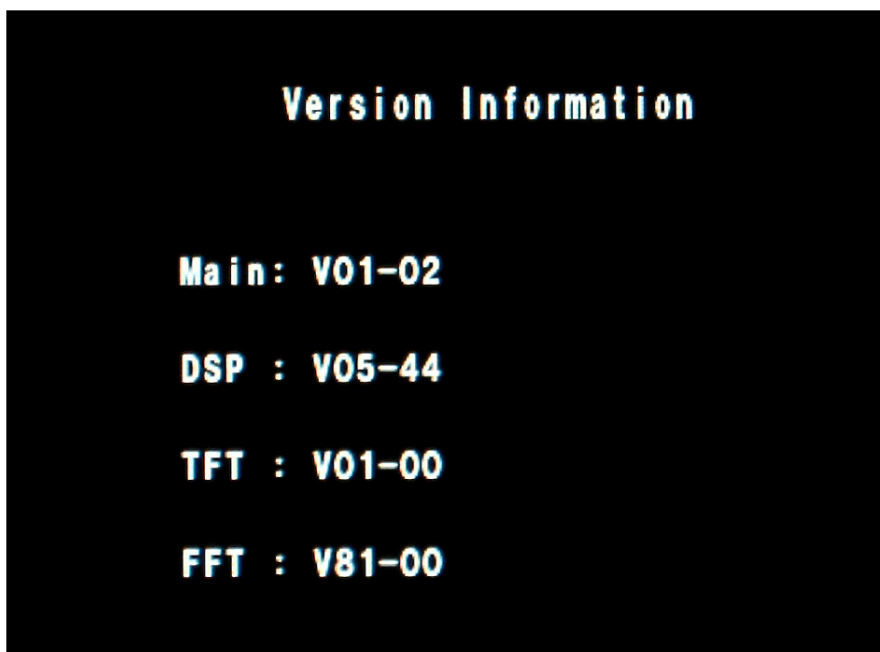 Version Information
Main: V01-02
DSP : V05-44
TFT : V01-00
FFT : V81-00